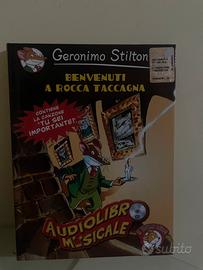 Geronimo Stilton
BENVENUTI
A ROCCA TACCAGNA
CONTIENE
LA CANZONE
"TU SEI
IMPORTANTE!"
AUDIOLIBRO
MUSICALE
subito